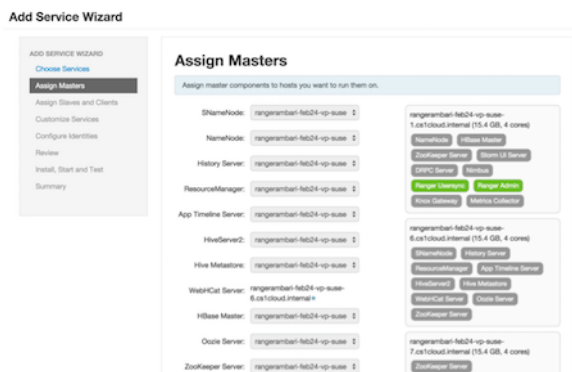 Add Service Wizard
ADD SERVICE WIZARD
Choose Services
Assign Masters
Assign Slaves and Clients
Customize Services
Configure Identities
Review
Install, Start and Test
Summary
Assign Masters
Assign master components to hosts you want to run them on.
SNameNode: rangerambari-feb24-vp-suse
NameNode: rangerambari-feb24-vp-suse
History Server: rangerambari-feb24-vp-suse
ResourceManager: rangerambari-feb24-vp-suse
App Timeline Server: rangerambari-feb24-vp-suse
HiveServer2: rangerambari-feb24-vp-suse
Hive Metastore: rangerambari-feb24-vp-suse
WebHCat Server: rangerambari-feb24-vp-suse-
6.cs1cloud.internal
HBase Master: rangerambari-feb24-vp-suse
Oozie Server: rangerambari-feb24-vp-suse
ZooKeeper Server: rangerambari-feb24-vp-suse
rangerambari-feb24-vp-suse-
1.cs1cloud.internal (15.4 GB, 4 cores)
NameNode HBase Master
ZooKeeper Server Storm UI Server
DRPC Server Nimbus
Ranger Usersync Ranger Admin
Knox Gateway Metrics Collector
rangerambari-feb24-vp-suse-
6.cs1cloud.internal (15.4 GB, 4 cores)
SNameNode History Server
ResourceManager App Timeline Server
HiveServer2 Hive Metastore
WebHCat Server Oozie Server
ZooKeeper Server
rangerambari-feb24-vp-suse-
7.cs1cloud.internal (15.4 GB, 4 cores)
ZooKeeper Server